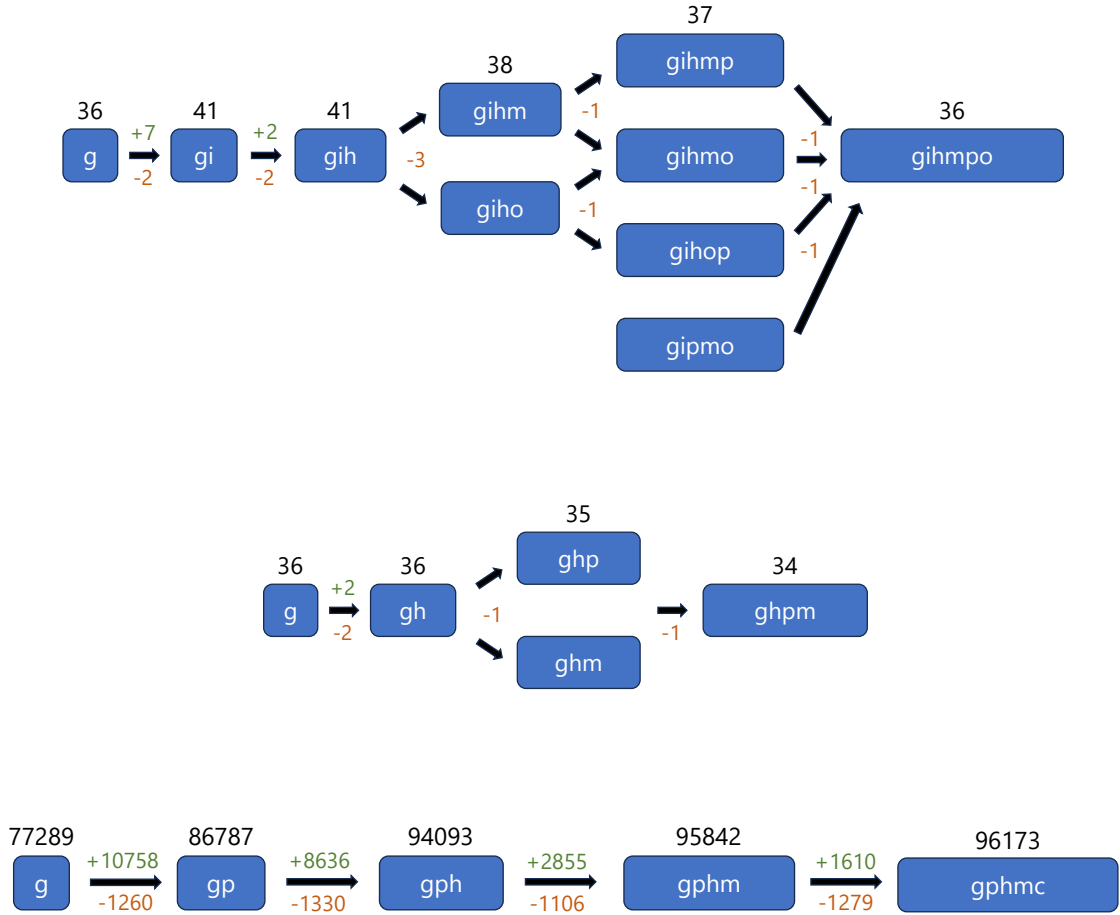 37
gihmp
38
gihm
-1
36
+7
41
+2
41
36
g
gi
gih
-3
gihmo
-1
gihmpo
-2
-2
-1
giho
-1
gihop
-1
gipmo
35
ghp
36
+2
36
34
g
gh
-1
ghpm
-2
-1
ghm
77289
+10758
86787
+8636
94093
+2855
95842
+1610
96173
g
gp
gph
gphm
gphmc
-1260
-1330
-1106
-1279